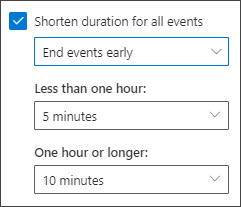 Shorten duration for all events
End events early
Less than one hour:
5 minutes
One hour or longer:
10 minutes